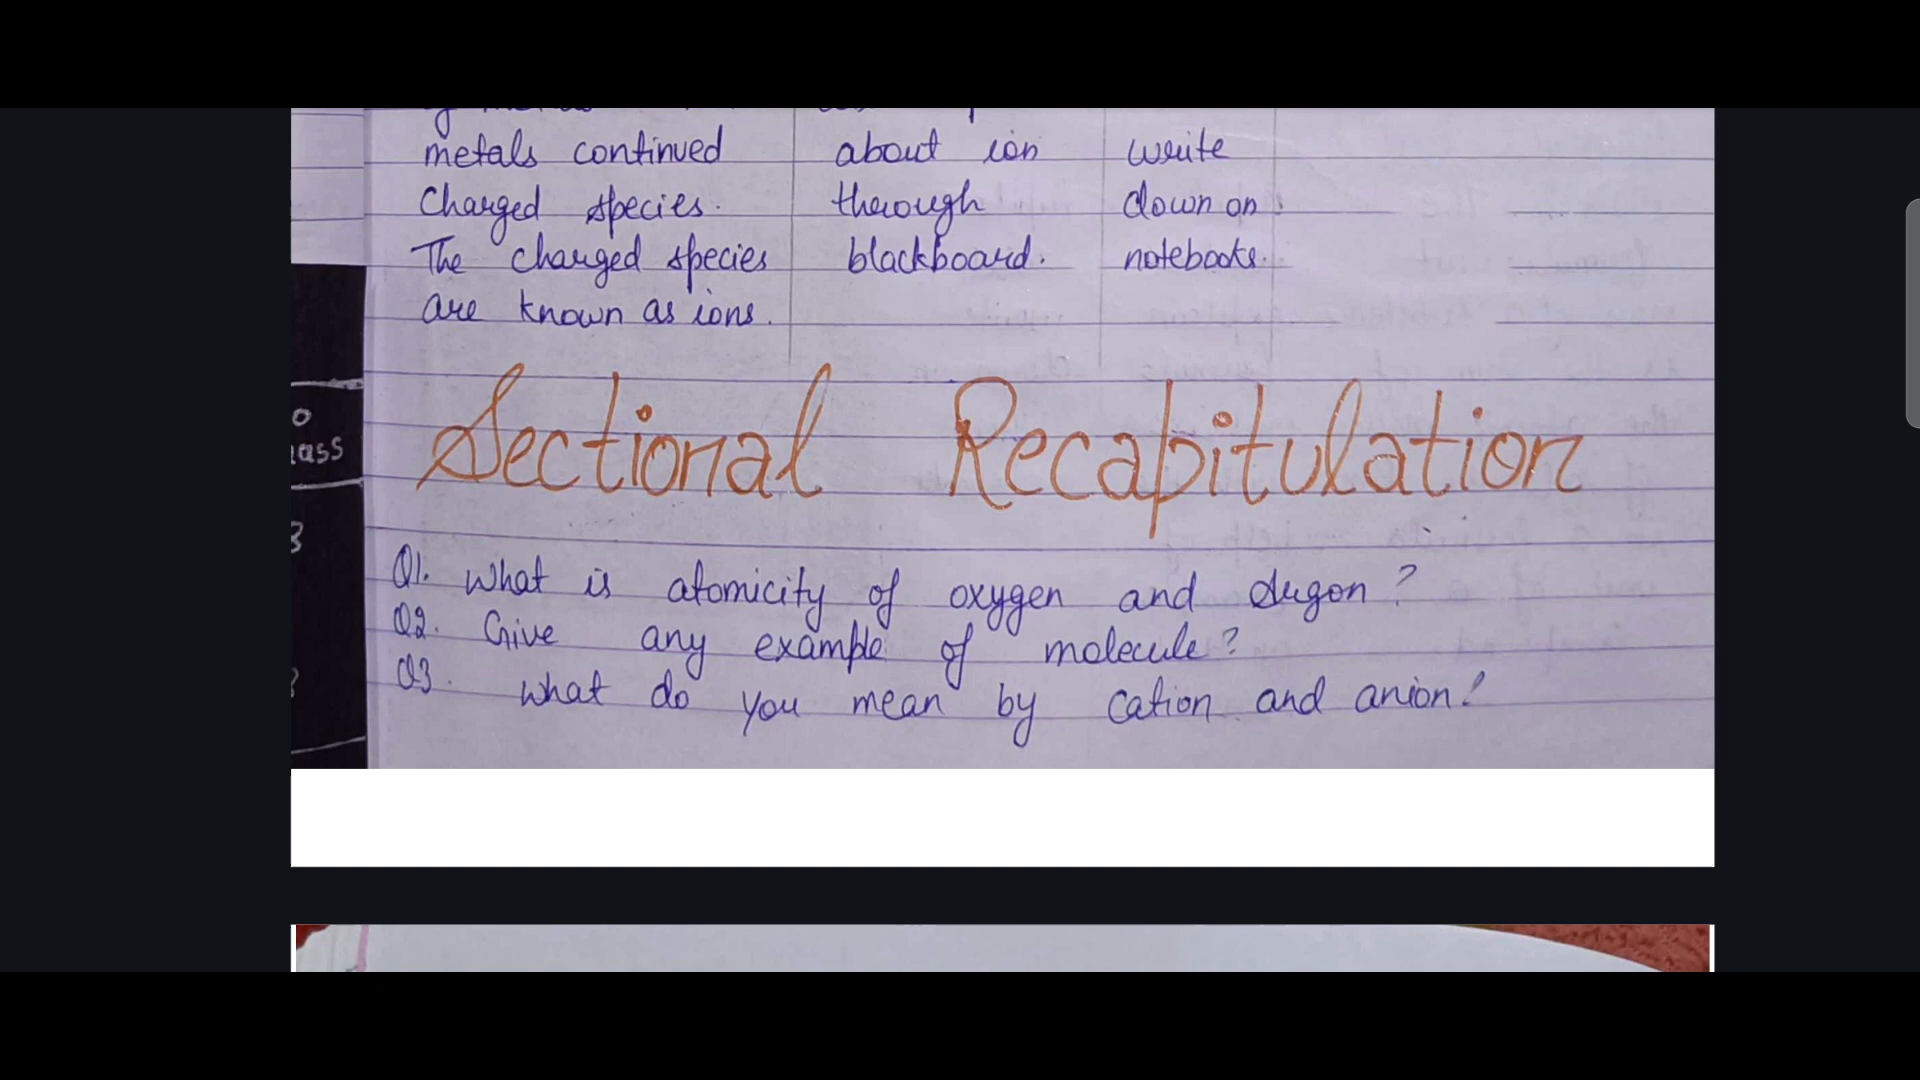 metals continued about ion write
Charged species. through down on
The charged species blackboard. notebooks.
are known as ions.
o
ass
Sectional Recapitulation
3
Q1. What is atomicity of oxygen and Argon?
Q2. Give any example of molecule?
Q3. What do you mean by cation and anion?